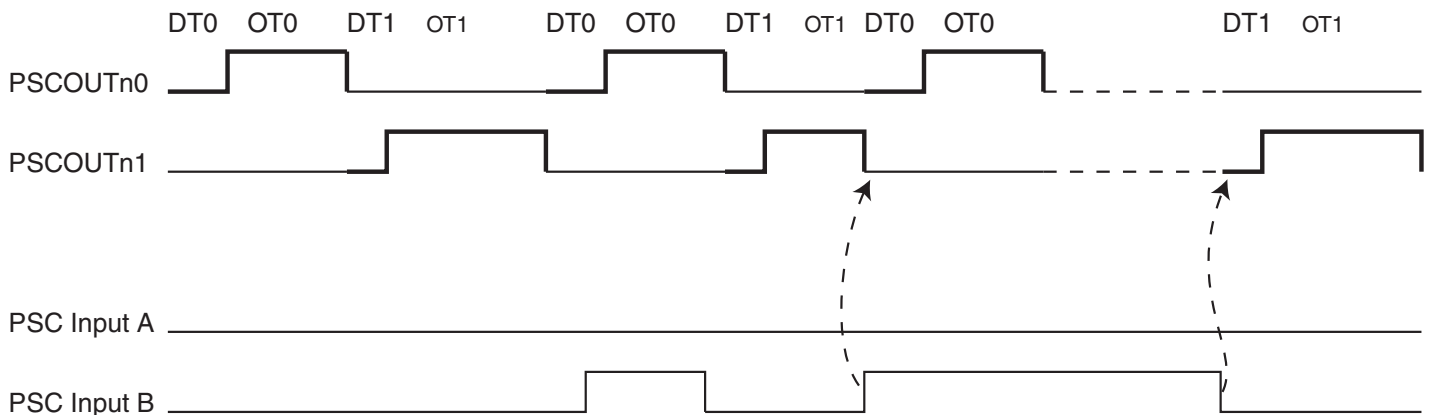 DT0 OT0 DT1 OT1 DT0 OT0 DT1 OT1 DT0 OT0 DT1 OT1
PSCOUTn0
PSCOUTn1
PSC Input A
PSC Input B